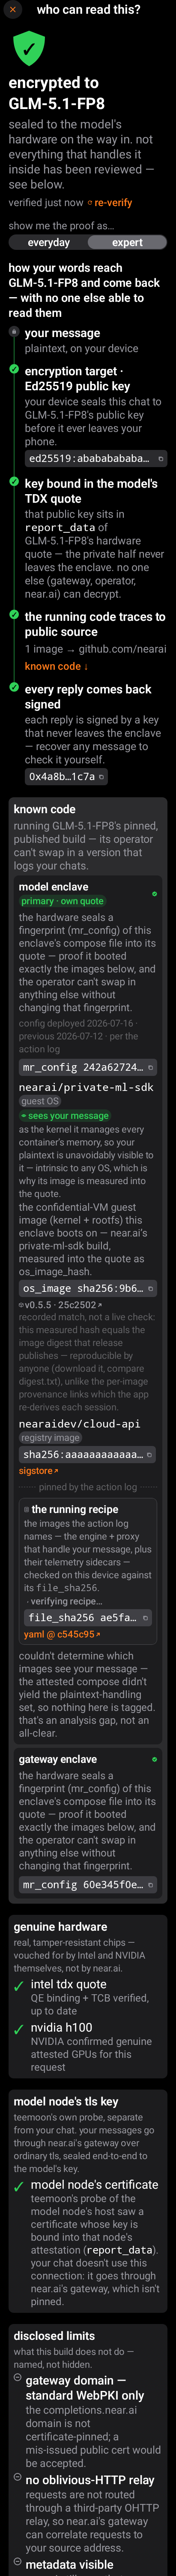 who can read this?
encrypted to
GLM-5.1-FP8
sealed to the model's
hardware on the way in. not
everything that handles it
inside has been reviewed —
see below.
verified just now re-verify
show me the proof as...
everyday expert
how your words reach
GLM-5.1-FP8 and come back
— with no one else able to
read them
your message
plaintext, on your device
encryption target ·
Ed25519 public key
your device seals this chat to
GLM-5.1-FP8's public key
before it ever leaves your
phone.
ed25519:abababababa…
key bound in the model's
TDX quote
that public key sits in
report_data of
GLM-5.1-FP8's hardware
quote — the private half never
leaves the enclave. no one
else (gateway, operator,
near.ai) can decrypt.
the running code traces to
public source
1 image → github.com/nearai
known code ↓
every reply comes back
signed
each reply is signed by a key
that never leaves the enclave
— recover any message to
check it yourself.
0x4a8b…1c7a
known code
running GLM-5.1-FP8's pinned,
published build — its operator
can't swap in a version that
logs your chats.
model enclave
primary · own quote
the hardware seals a
fingerprint (mr_config) of this
enclave's compose file into its
quote — proof it booted
exactly the images below, and
the operator can't swap in
anything else without
changing that fingerprint.
config deployed 2026-07-16 ·
previous 2026-07-12 · per the
action log
mr_config 242a62724…
nearai/private-ml-sdk
guest OS
sees your message
as the kernel it manages every
container's memory, so your
plaintext is unavoidably visible to
it — intrinsic to any OS, which is
why its image is measured into
the quote.
the confidential-VM guest
image (kernel + rootfs) this
enclave boots on — near.ai's
private-ml-sdk build,
measured into the quote as
os_image_hash.
os_image sha256:9b6…
v0.5.5 · 25c2502↗
recorded match, not a live check:
this measured hash equals the
image digest that release
publishes — reproducible by
anyone (download it, compare
digest.txt), unlike the per-image
provenance links which the app
re-derives each session.
nearaidev/cloud-api
registry image
sha256:aaaaaaaaaaaa…
sigstore↗
pinned by the action log
the running recipe
the images the action log
names — the engine + proxy
that handle your message, plus
their telemetry sidecars —
checked on this device against
its file_sha256.
· verifying recipe…
file_sha256 ae5fa…
yaml @ c545c95↗
couldn't determine which
images see your message —
the attested compose didn't
yield the plaintext-handling
set, so nothing here is tagged.
that's an analysis gap, not an
all-clear.
gateway enclave
the hardware seals a
fingerprint (mr_config) of this
enclave's compose file into its
quote — proof it booted
exactly the images below, and
the operator can't swap in
anything else without
changing that fingerprint.
mr_config 60e345f0e…
genuine hardware
real, tamper-resistant chips —
vouched for by Intel and NVIDIA
themselves, not by near.ai.
intel tdx quote
QE binding + TCB verified,
up to date
nvidia h100
NVIDIA confirmed genuine
attested GPUs for this
request
model node's tls key
teemoon's own probe, separate
from your chat. your messages go
through near.ai's gateway over
ordinary tls, sealed end-to-end to
the model's key.
model node's certificate
teemoon's probe of the
model node's host saw a
certificate whose key is
bound into that node's
attestation (report_data).
your chat doesn't use this
connection: it goes through
near.ai's gateway, which isn't
pinned.
disclosed limits
what this build does not do —
named, not hidden.
gateway domain —
standard WebPKI only
the completions.near.ai
domain is not
certificate-pinned; a
mis-issued public cert would
be accepted.
no oblivious-HTTP relay
requests are not routed
through a third-party OHTTP
relay, so near.ai's gateway
can correlate requests to
your source address.
metadata visible